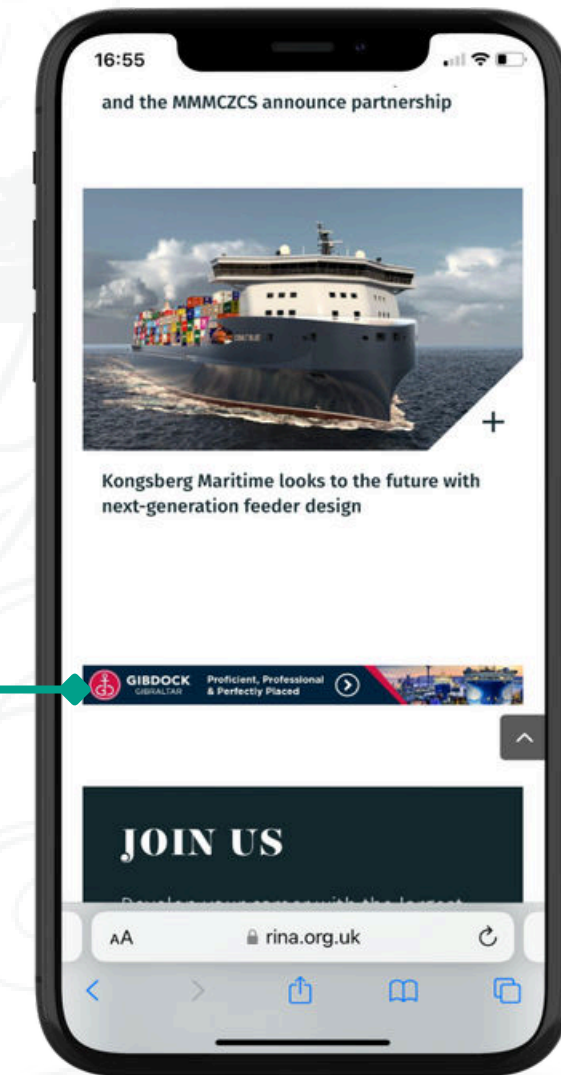 16:55
and the MMMCZCS announce partnership
Kongsberg Maritime looks to the future with
next-generation feeder design
GIBDOCK
GIBRALTAR
Proficient, Professional
& Perfectly Placed
JOIN US
AA
rina.org.uk